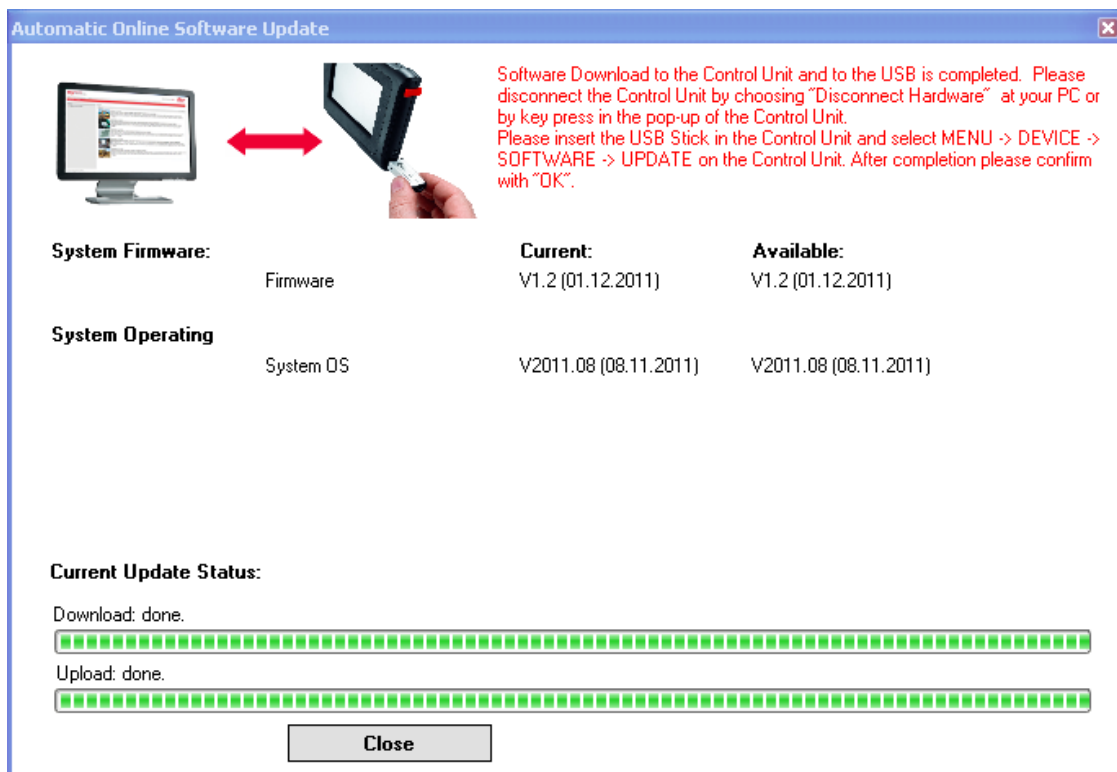 Automatic Online Software Update
Software Download to the Control Unit and to the USB is completed.  Please
disconnect the Control Unit by choosing "Disconnect Hardware"  at your PC or
by key press in the pop-up of the Control Unit.
Please insert the USB Stick in the Control Unit and select MENU -> DEVICE ->
SOFTWARE -> UPDATE on the Control Unit. After completion please confirm
with "OK".
System Firmware: Current: Available:
Firmware V1.2 (01.12.2011) V1.2 (01.12.2011)
System Operating
System OS V2011.08 (08.11.2011) V2011.08 (08.11.2011)
Current Update Status:
Download: done.
Upload: done.
Close